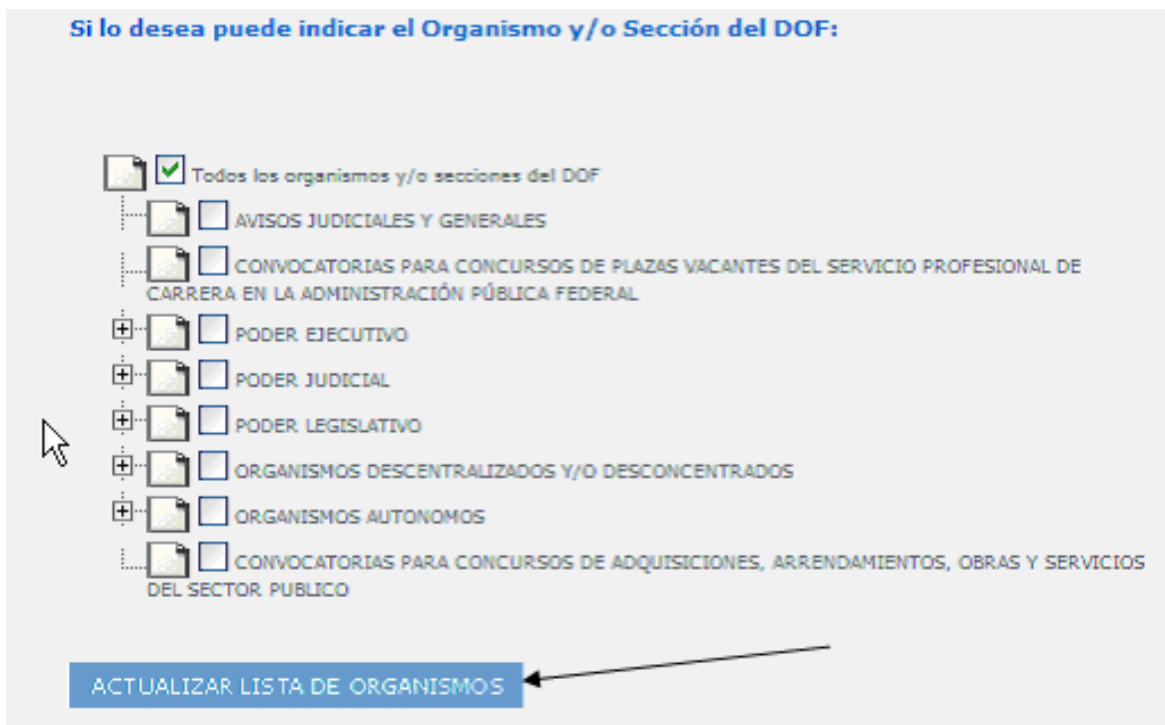 Si lo desea puede indicar el Organismo y/o Sección del DOF:
Todos los organismos y/o secciones del DOF
AVISOS JUDICIALES Y GENERALES
CONVOCATORIAS PARA CONCURSOS DE PLAZAS VACANTES DEL SERVICIO PROFESIONAL DE
CARRERA EN LA ADMINISTRACIÓN PÚBLICA FEDERAL
PODER EJECUTIVO
PODER JUDICIAL
PODER LEGISLATIVO
ORGANISMOS DESCENTRALIZADOS Y/O DESCONCENTRADOS
ORGANISMOS AUTONOMOS
CONVOCATORIAS PARA CONCURSOS DE ADQUISICIONES, ARRENDAMIENTOS, OBRAS Y SERVICIOS
DEL SECTOR PUBLICO
ACTUALIZAR LISTA DE ORGANISMOS